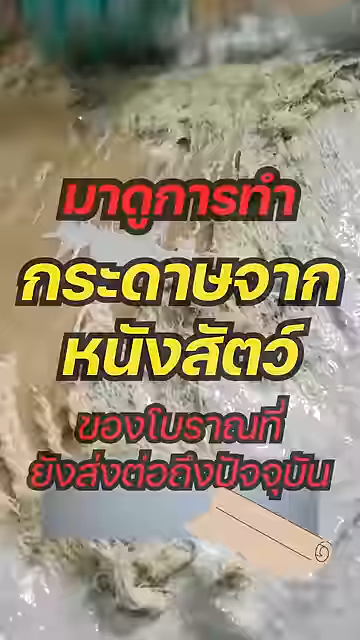 มาดูการทำ
กระดาษจาก
หนังสัตว์
ของโบราณที่
ยังส่งต่อถึงปัจจุบัน